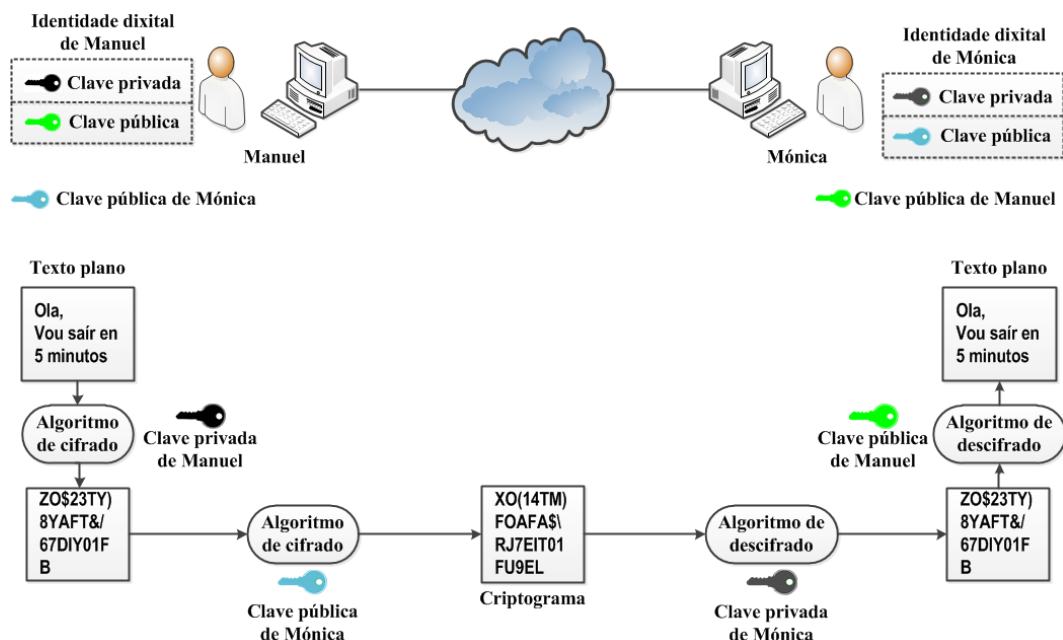 Identidade dixital
de Manuel
Clave privada
Clave pública
Manuel
Clave pública de Mónica
Identidade dixital
de Mónica
Clave privada
Clave pública
Mónica
Clave pública de Manuel
Texto plano
Ola,
Vou saír en
5 minutos
Algoritmo
de cifrado
Clave privada
de Manuel
ZO$23TY)
8YAFT&/
67DIY01F
B
Algoritmo
de cifrado
Clave pública
de Mónica
XO(14TM)
FOAFA$\
RJ7EIT01
FU9EL
Criptograma
Algoritmo de
descifrado
Clave privada
de Mónica
ZO$23TY)
8YAFT&/
67DIY01F
B
Algoritmo de
descifrado
Clave pública
de Manuel
Texto plano
Ola,
Vou saír en
5 minutos